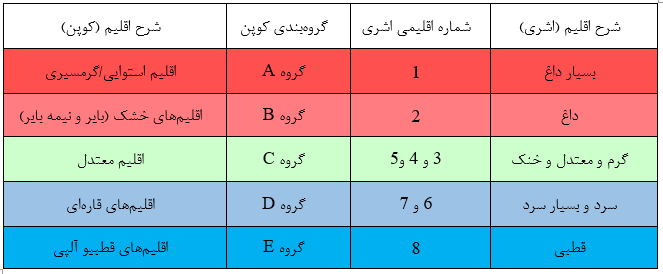 شرح اقلیم (اشری) شماره اقلیمی اشری گروه‌بندی کوپن شرح اقلیم (کوپن)
بسیار داغ 1 گروه A اقلیم استوایی/گرمسیری
داغ 2 گروه B اقلیم‌های خشک (بایر و نیمه بایر)
گرم و معتدل و خنک 3 و 4 و5 گروه C اقلیم معتدل
سرد و بسیار سرد 6 و 7 گروه D اقلیم‌های قاره‌ای
قطبی 8 گروه E اقلیم‌های قطبیو آلپی